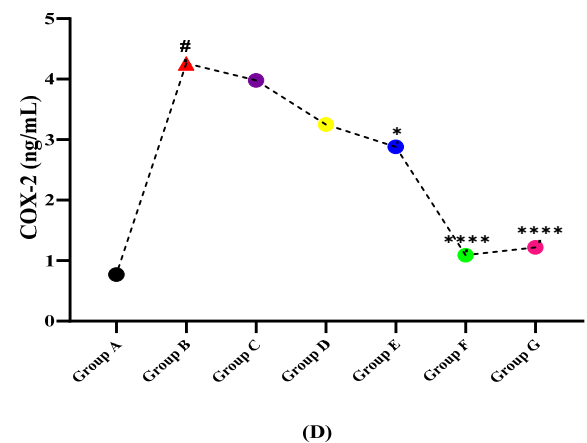 COX-2 (ng/mL)
5
4
3
2
1
0
#
*
****
****
Group A
Group B
Group C
Group D
Group E
Group F
Group G
(D)